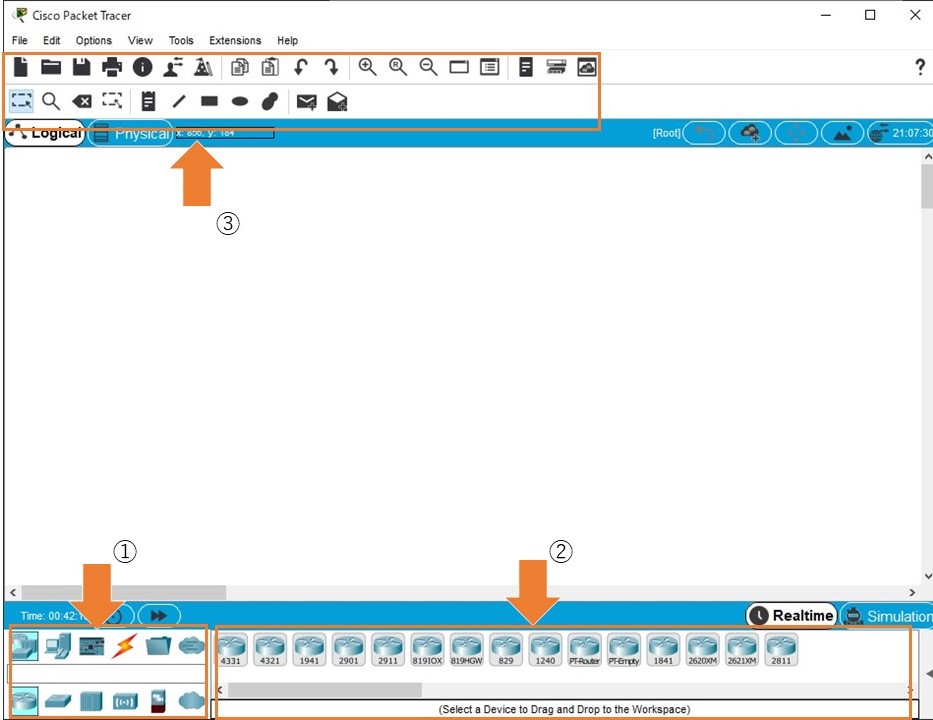 Cisco Packet Tracer
File Edit Options View Tools Extensions Help
Logical Physical x: 856, y: 184 [Root] 21:07:30
③
① ②
Time: 00:42: Realtime Simulation
4331 4321 1941 2901 2911 819IOX 819HGW 829 1240 PT-Router PT-Empty 1841 2620XM 2621XM 2811
(Select a Device to Drag and Drop to the Workspace)